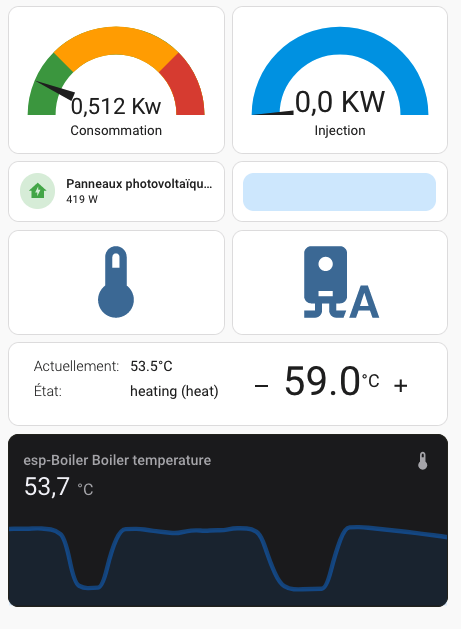 0,512 Kw
Consommation
0,0 KW
Injection
Panneaux photovoltaïqu...
419 W
A
Actuellement: 53.5°C
État: heating (heat)
– 59.0 °C +
esp-Boiler Boiler temperature
53,7 °C